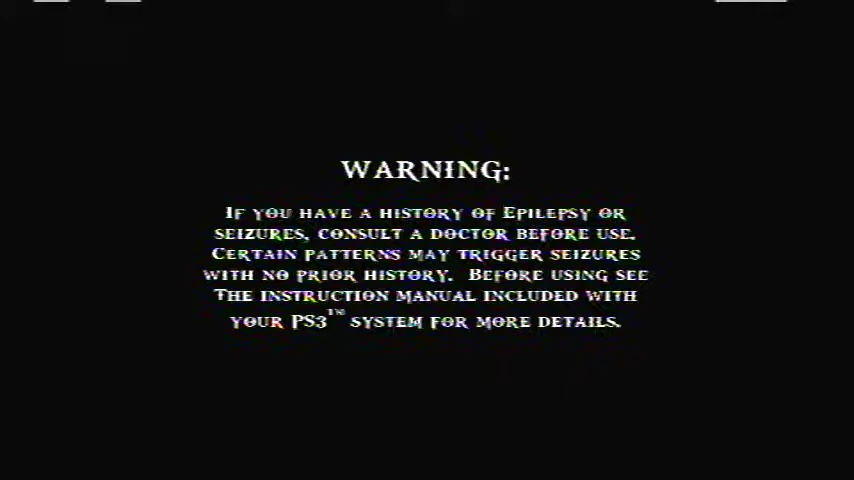 WARNING:
IF YOU HAVE A HISTORY OF EPILEPSY OR
SEIZURES, CONSULT A DOCTOR BEFORE USE.
CERTAIN PATTERNS MAY TRIGGER SEIZURES
WITH NO PRIOR HISTORY. BEFORE USING SEE
THE INSTRUCTION MANUAL INCLUDED WITH
YOUR PS3™ SYSTEM FOR MORE DETAILS.